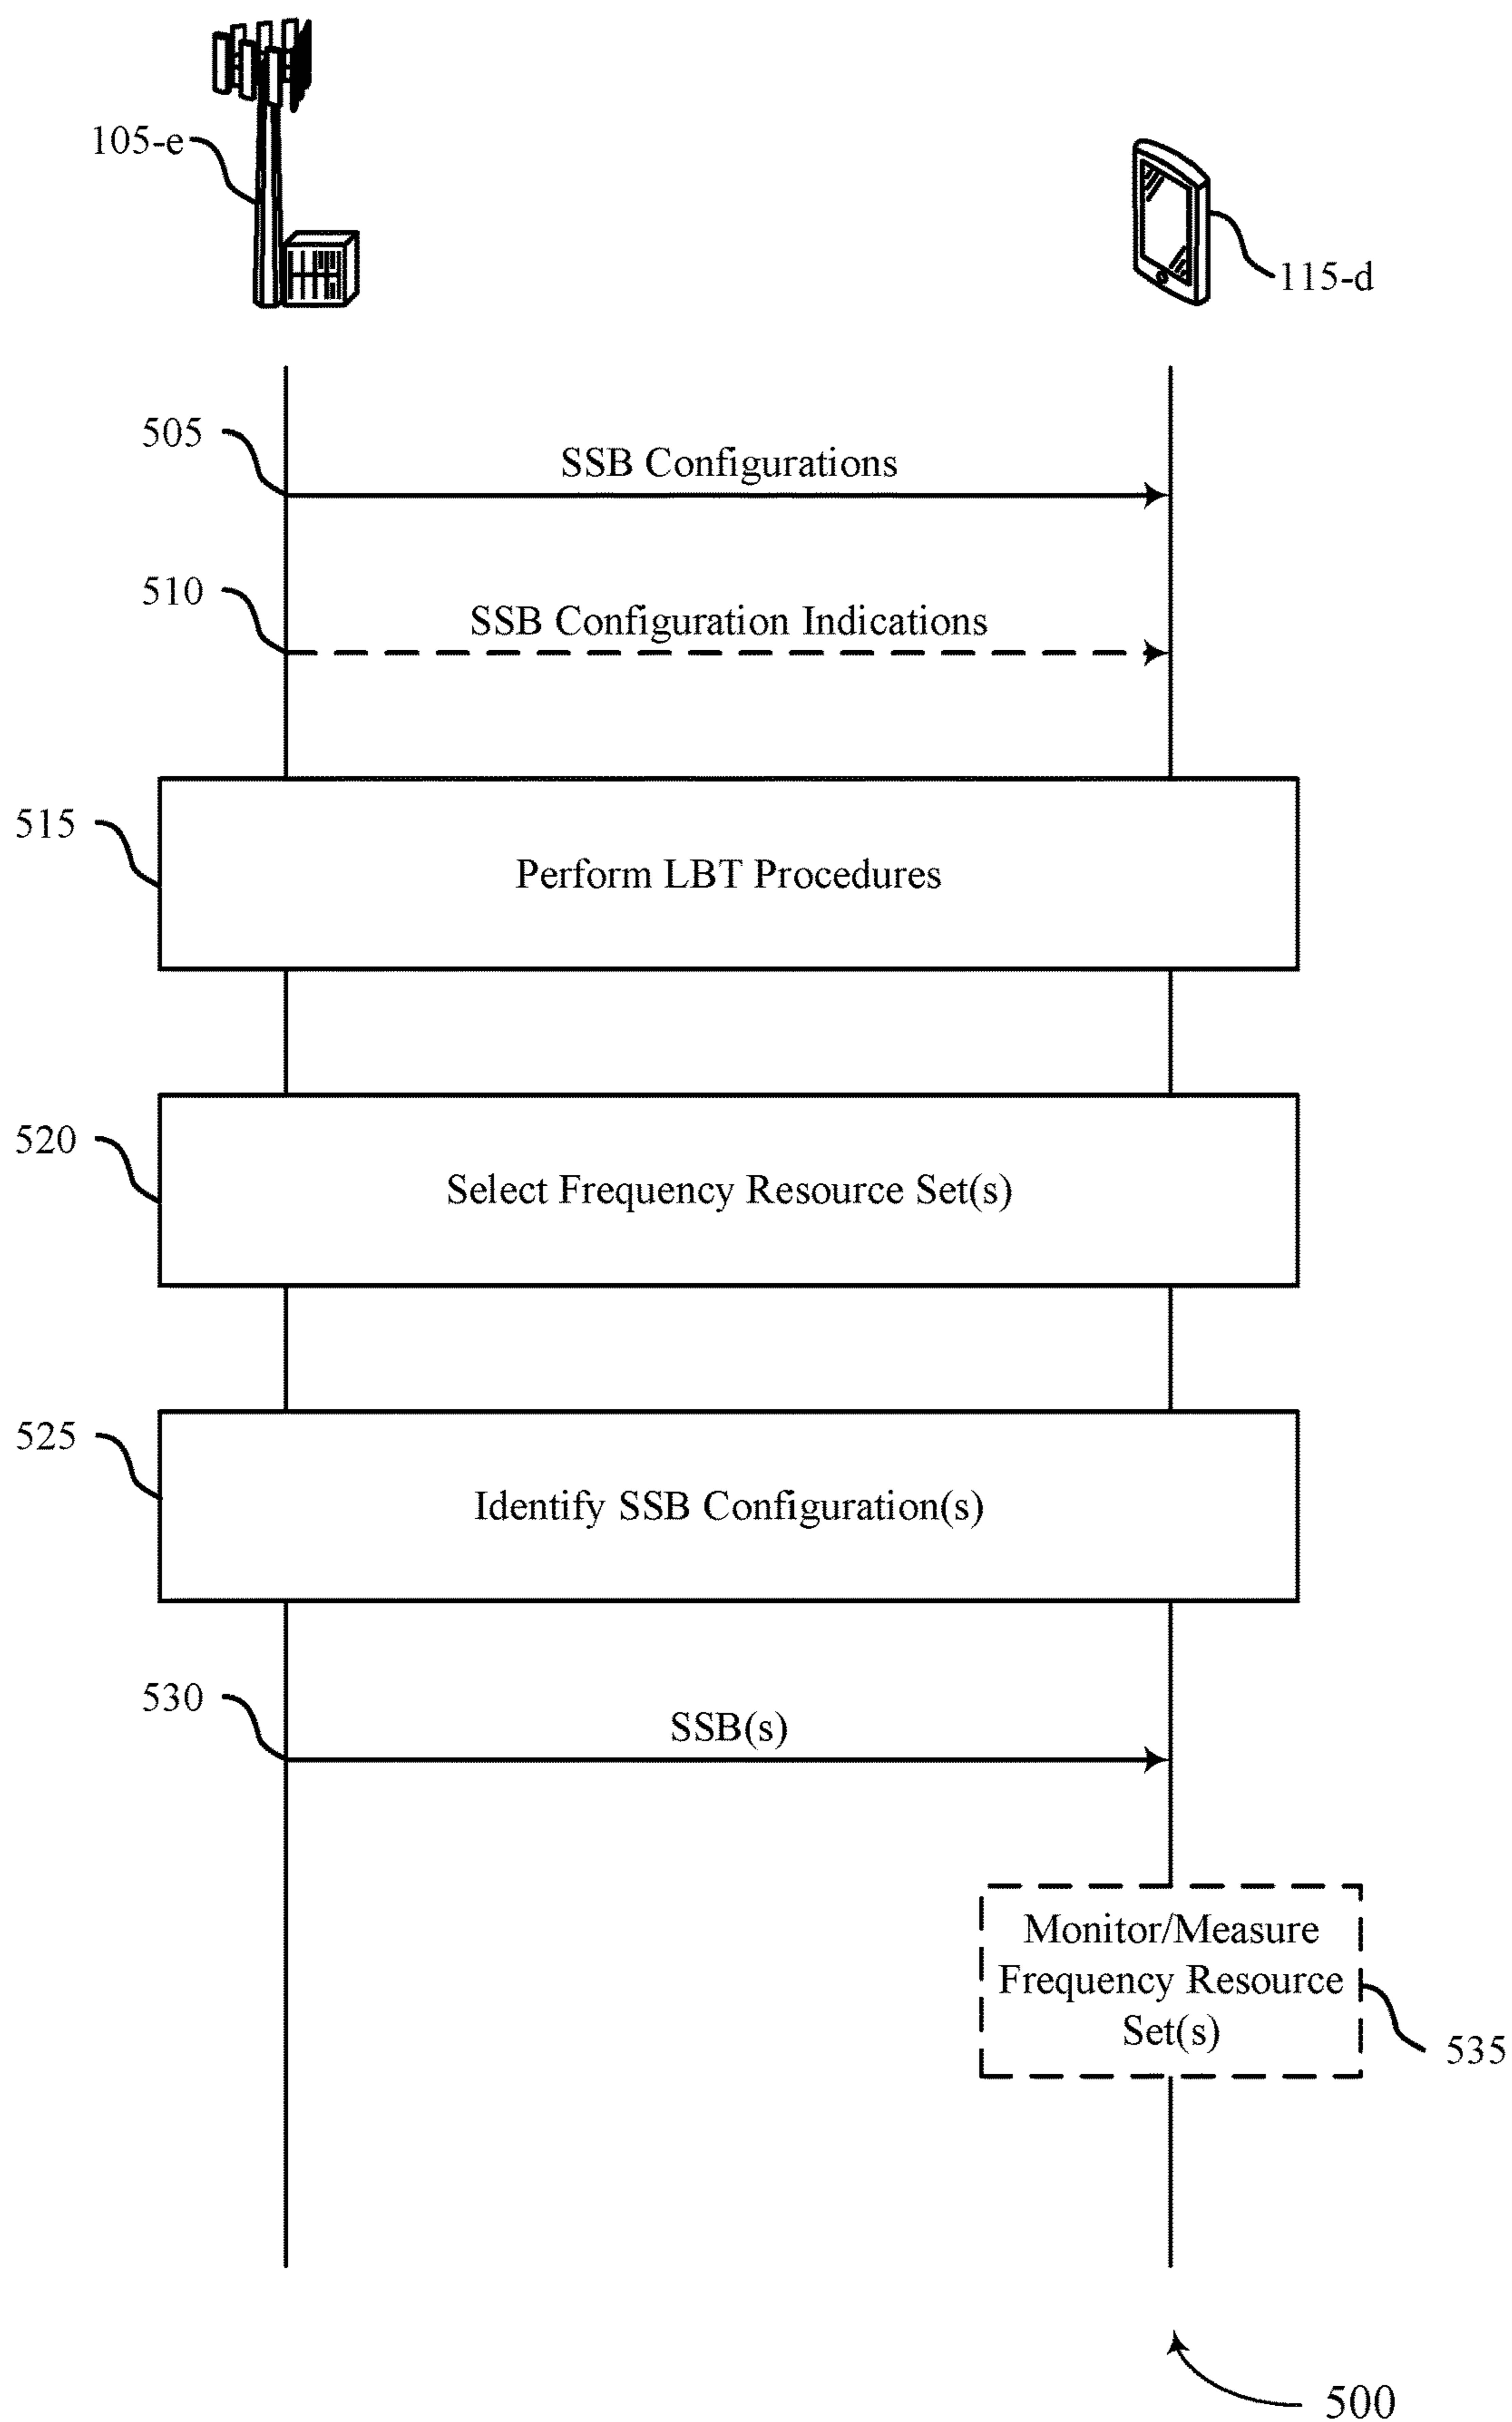 105-e
115-d
505
SSB Configurations
510
SSB Configuration Indications
515
Perform LBT Procedures
520
Select Frequency Resource Set(s)
525
Identify SSB Configuration(s)
530
SSB(s)
Monitor/Measure
Frequency Resource
Set(s)
535
500